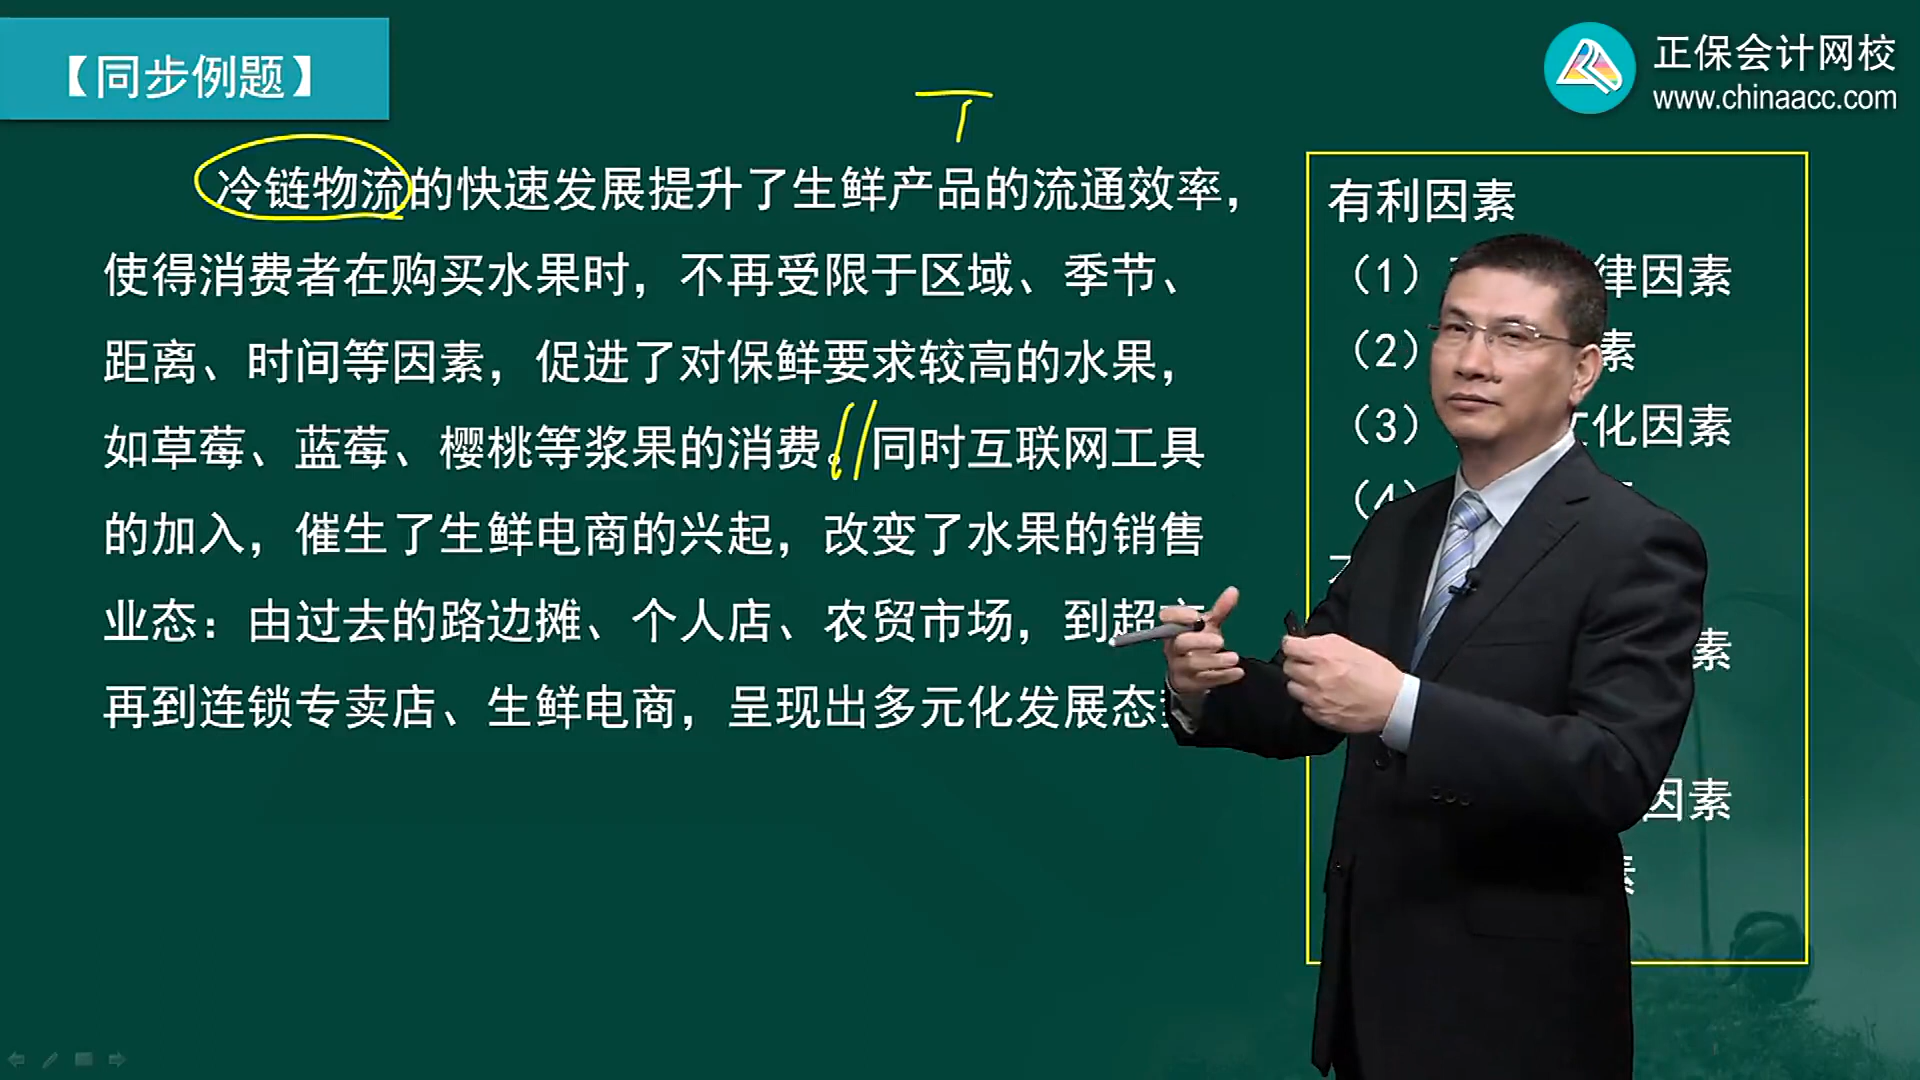 【同步例题】
正保会计网校
www.chinaacc.com
T
冷链物流的快速发展提升了生鲜产品的流通效率，
使得消费者在购买水果时，不再受限于区域、季节、
距离、时间等因素，促进了对保鲜要求较高的水果，
如草莓、蓝莓、樱桃等浆果的消费。同时互联网工具
的加入，催生了生鲜电商的兴起，改变了水果的销售
业态：由过去的路边摊、个人店、农贸市场，到超
再到连锁专卖店、生鲜电商，呈现出多元化发展态
有利因素
（1） 律因素
（2） 素
（3） 文化因素
（4）
素
因素
素